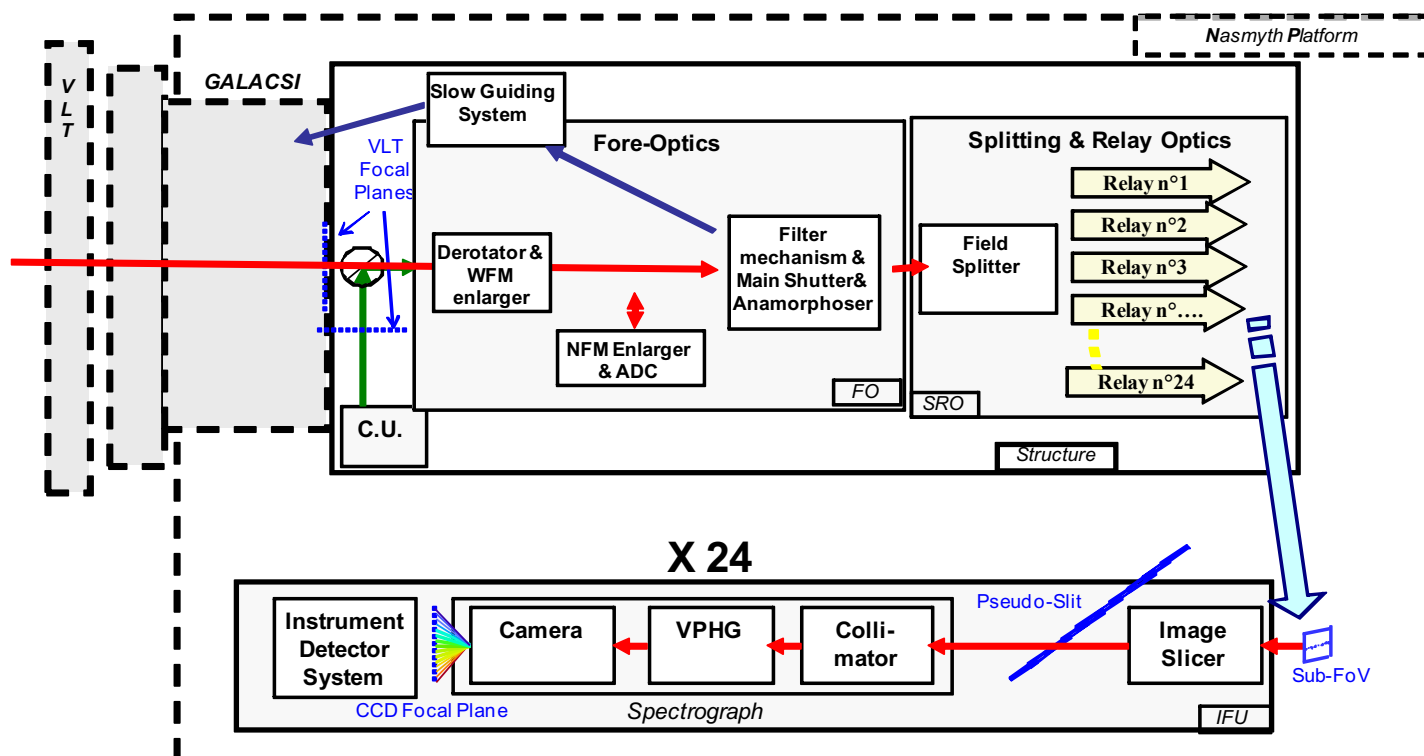 Nasmyth Platform
V
L
T
GALACSI
Slow Guiding
System
Fore-Optics
Splitting & Relay Optics
VLT
Focal
Planes
Relay n°1
Relay n°2
Relay n°3
Relay n°....
Relay n°24
Derotator &
WFM
enlarger
Filter
mechanism &
Main Shutter&
Anamorphoser
Field
Splitter
NFM Enlarger
& ADC
FO
SRO
C.U.
Structure
X 24
Pseudo-Slit
Instrument
Detector
System
Camera
VPHG
Colli-
mator
Image
Slicer
Sub-FoV
CCD Focal Plane
Spectrograph
IFU